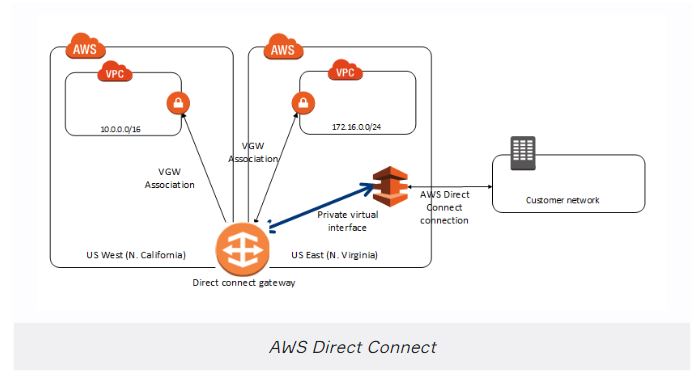 AWS
AWS
VPC
VPC
10.0.0.0/16
172.16.0.0/24
VGW
Association
VGW
Association
AWS Direct
Connect
connection
Customer network
Private virtual
interface
US West (N. California)
US East (N. Virginia)
Direct connect gateway
AWS Direct Connect